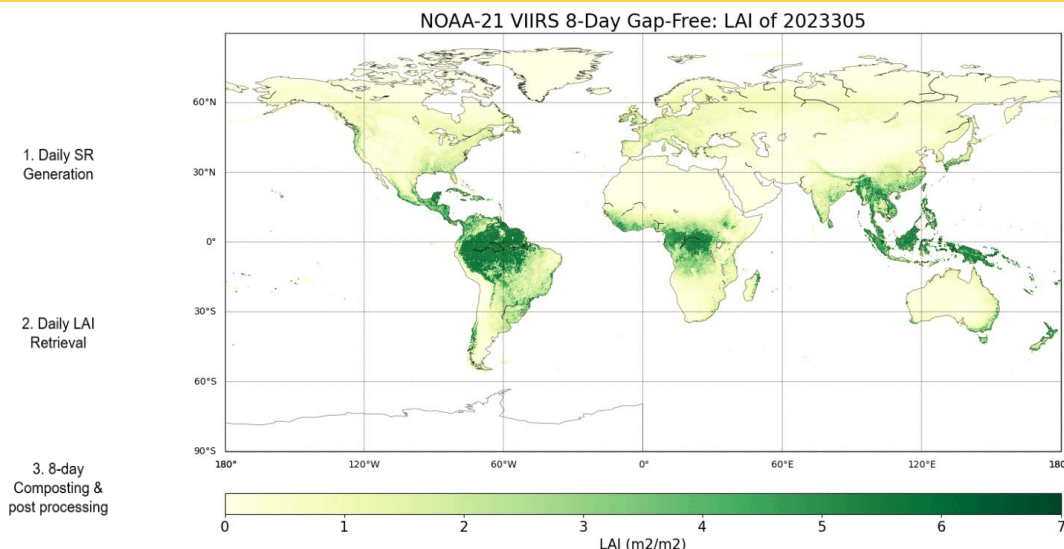 NOAA-21 VIIRS 8-Day Gap-Free: LAI of 2023305
1. Daily SR
Generation
2. Daily LAI
Retrieval
3. 8-day
Composting &
post processing
60°N
30°N
0°
30°S
60°S
90°S
180°
120°W
60°W
0°
60°E
120°E
180°
0
1
2
3
4
5
6
7
LAI (m2/m2)